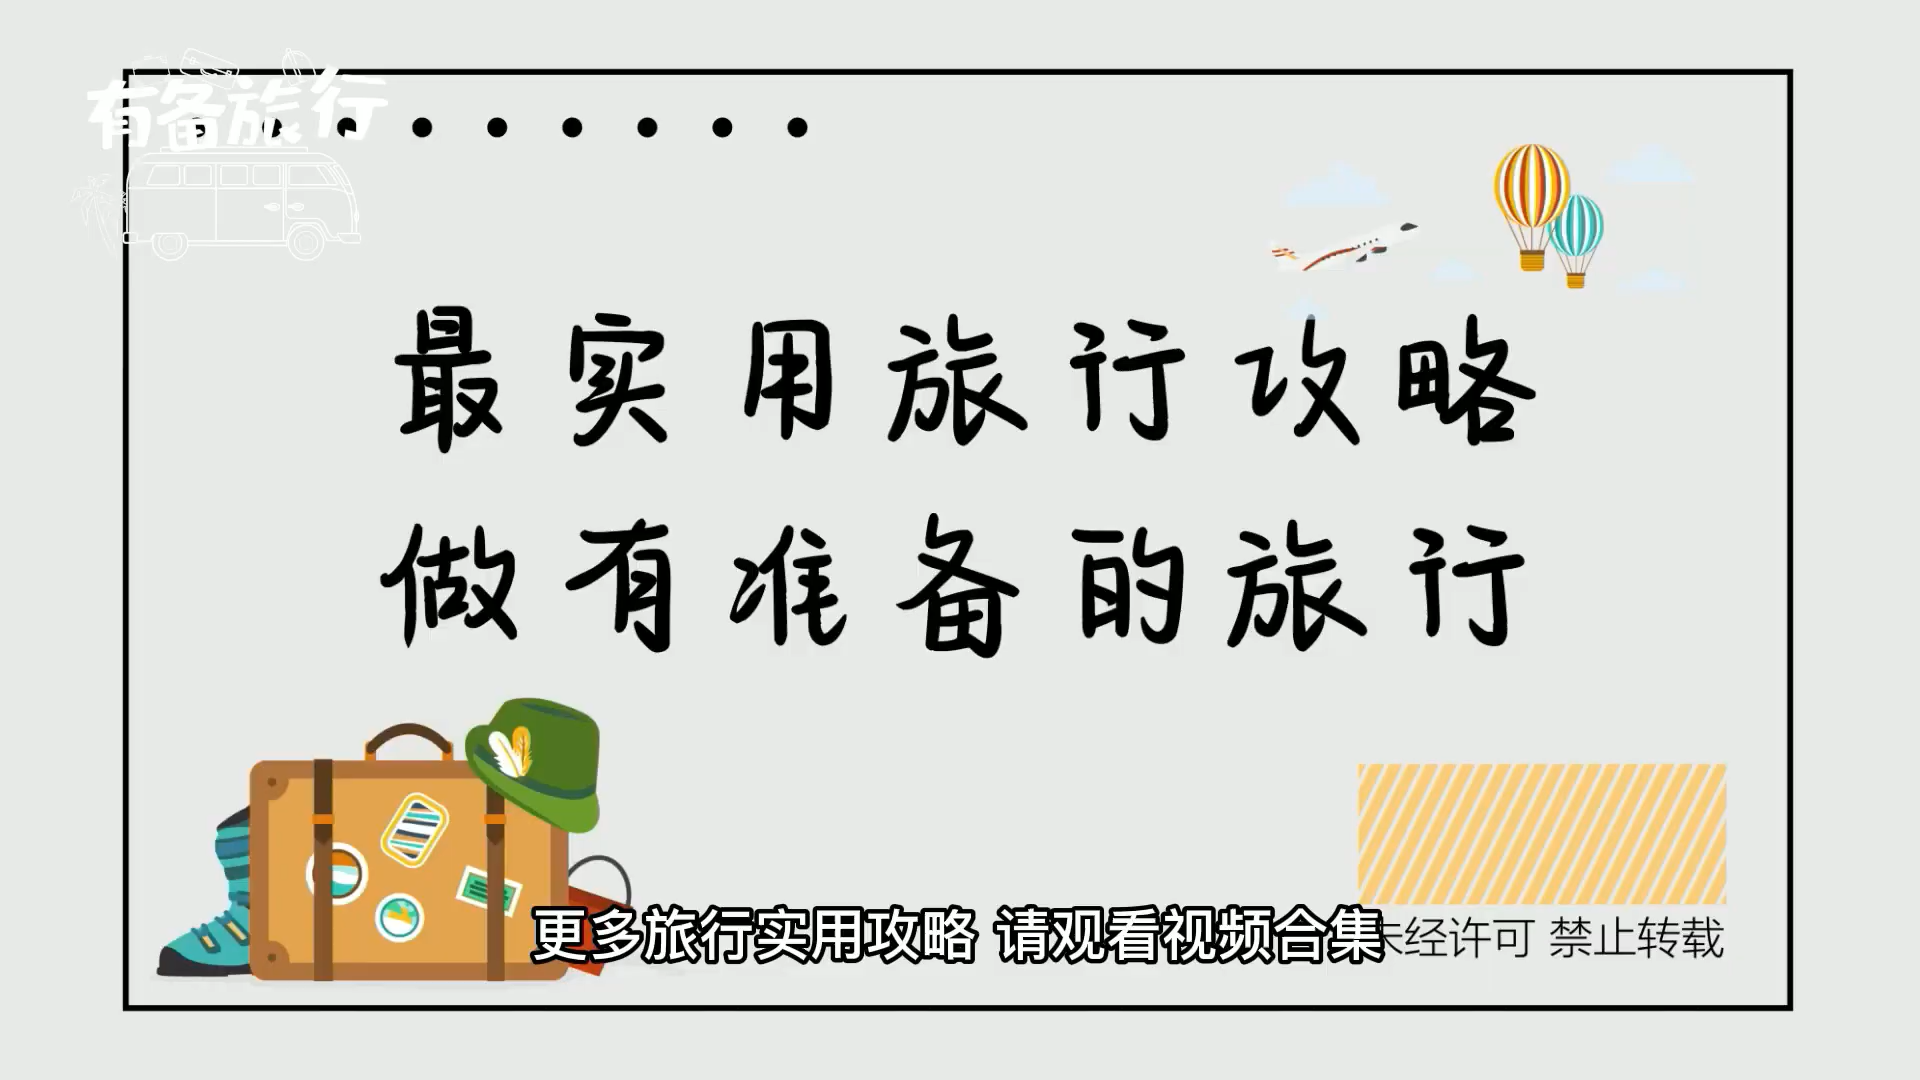 有备旅行
最实用旅行攻略
做有准备的旅行
更多旅行实用攻略 请观看视频合集
未经许可 禁止转载